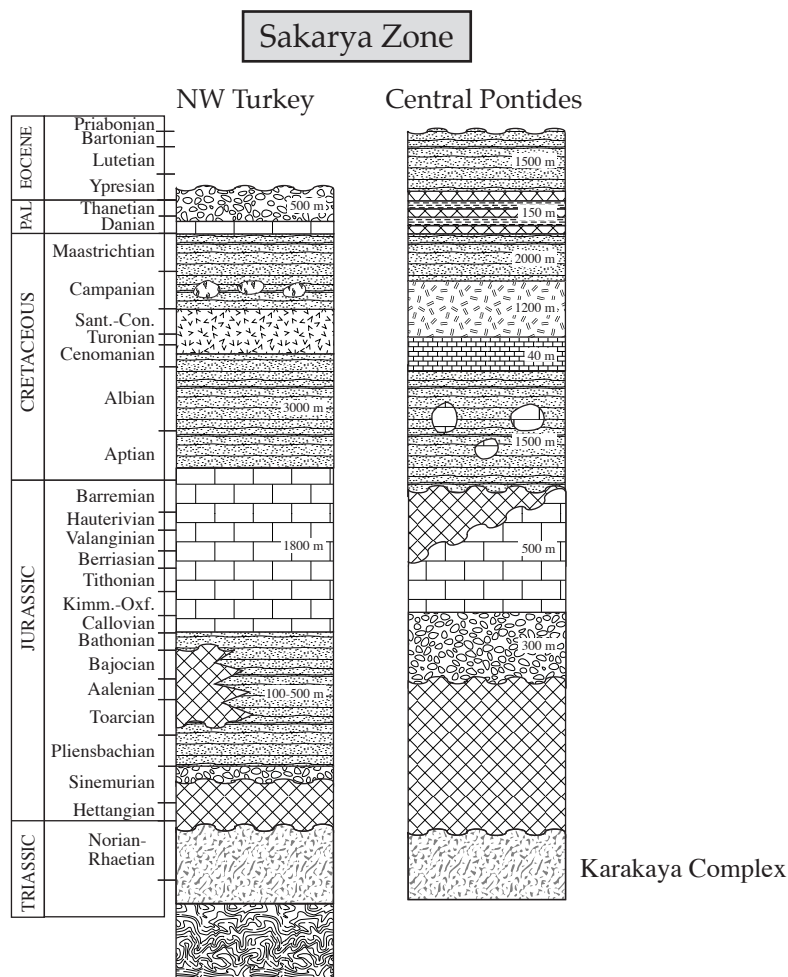 Sakarya Zone
NW Turkey
Central Pontides
EOCENE
PAL
CRETACEOUS
JURASSIC
TRIASSIC
Priabonian
Bartonian
Lutetian
Ypresian
Thanetian
Danian
Maastrichtian
Campanian
Sant.-Con.
Turonian
Cenomanian
Albian
Aptian
Barremian
Hauterivian
Valanginian
Berriasian
Tithonian
Kimm.-Oxf.
Callovian
Bathonian
Bajocian
Aalenian
Toarcian
Pliensbachian
Sinemurian
Hettangian
Norian-
Rhaetian
500 m
3000 m
1800 m
100-500 m
1500 m
150 m
2000 m
1200 m
40 m
1500 m
500 m
300 m
Karakaya Complex